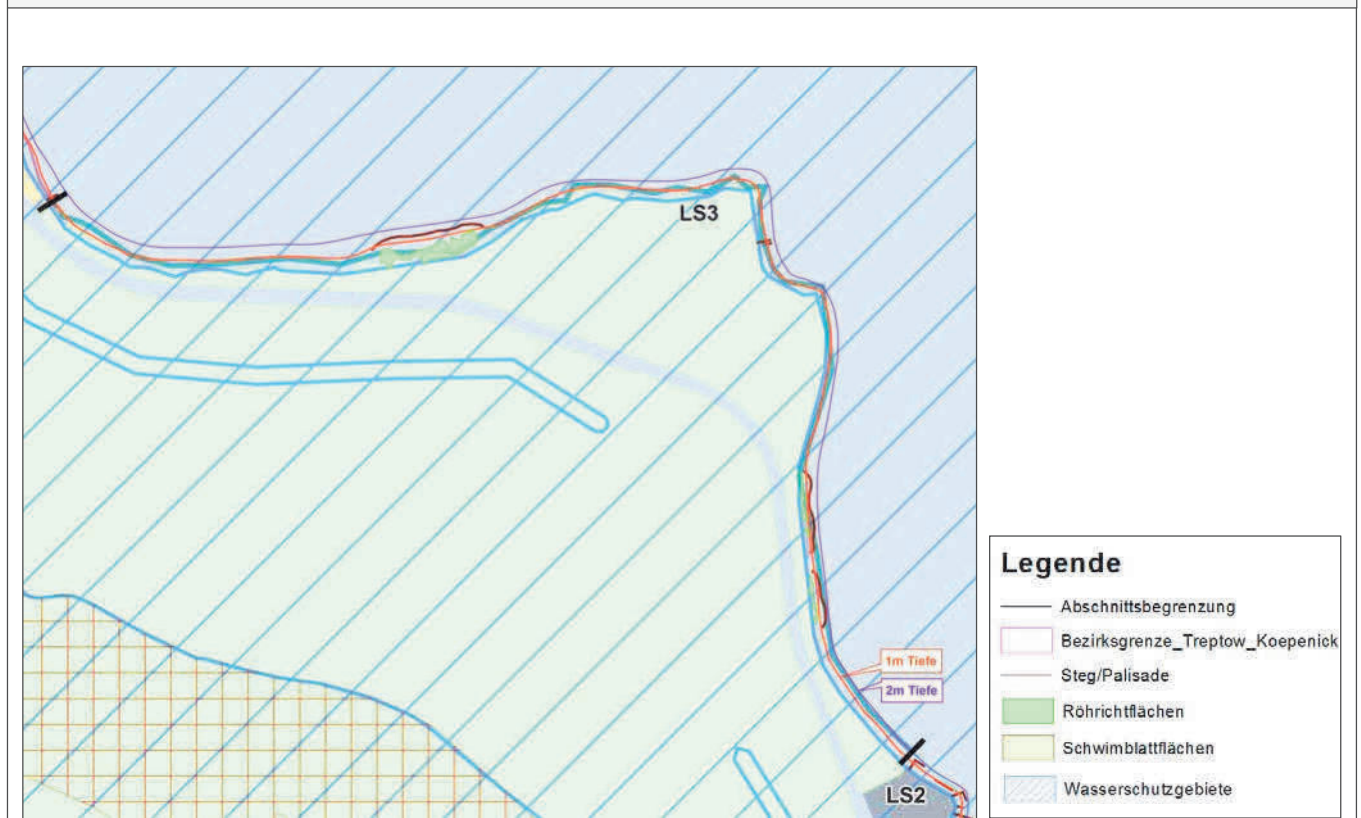 LS3
1m Tiefe
2m Tiefe
LS2
Legende
Abschnittsbegrenzung
Bezirksgrenze_Treptow_Koepenick
Steg/Palisade
Röhrichtflächen
Schwimblattflächen
Wasserschutzgebiete